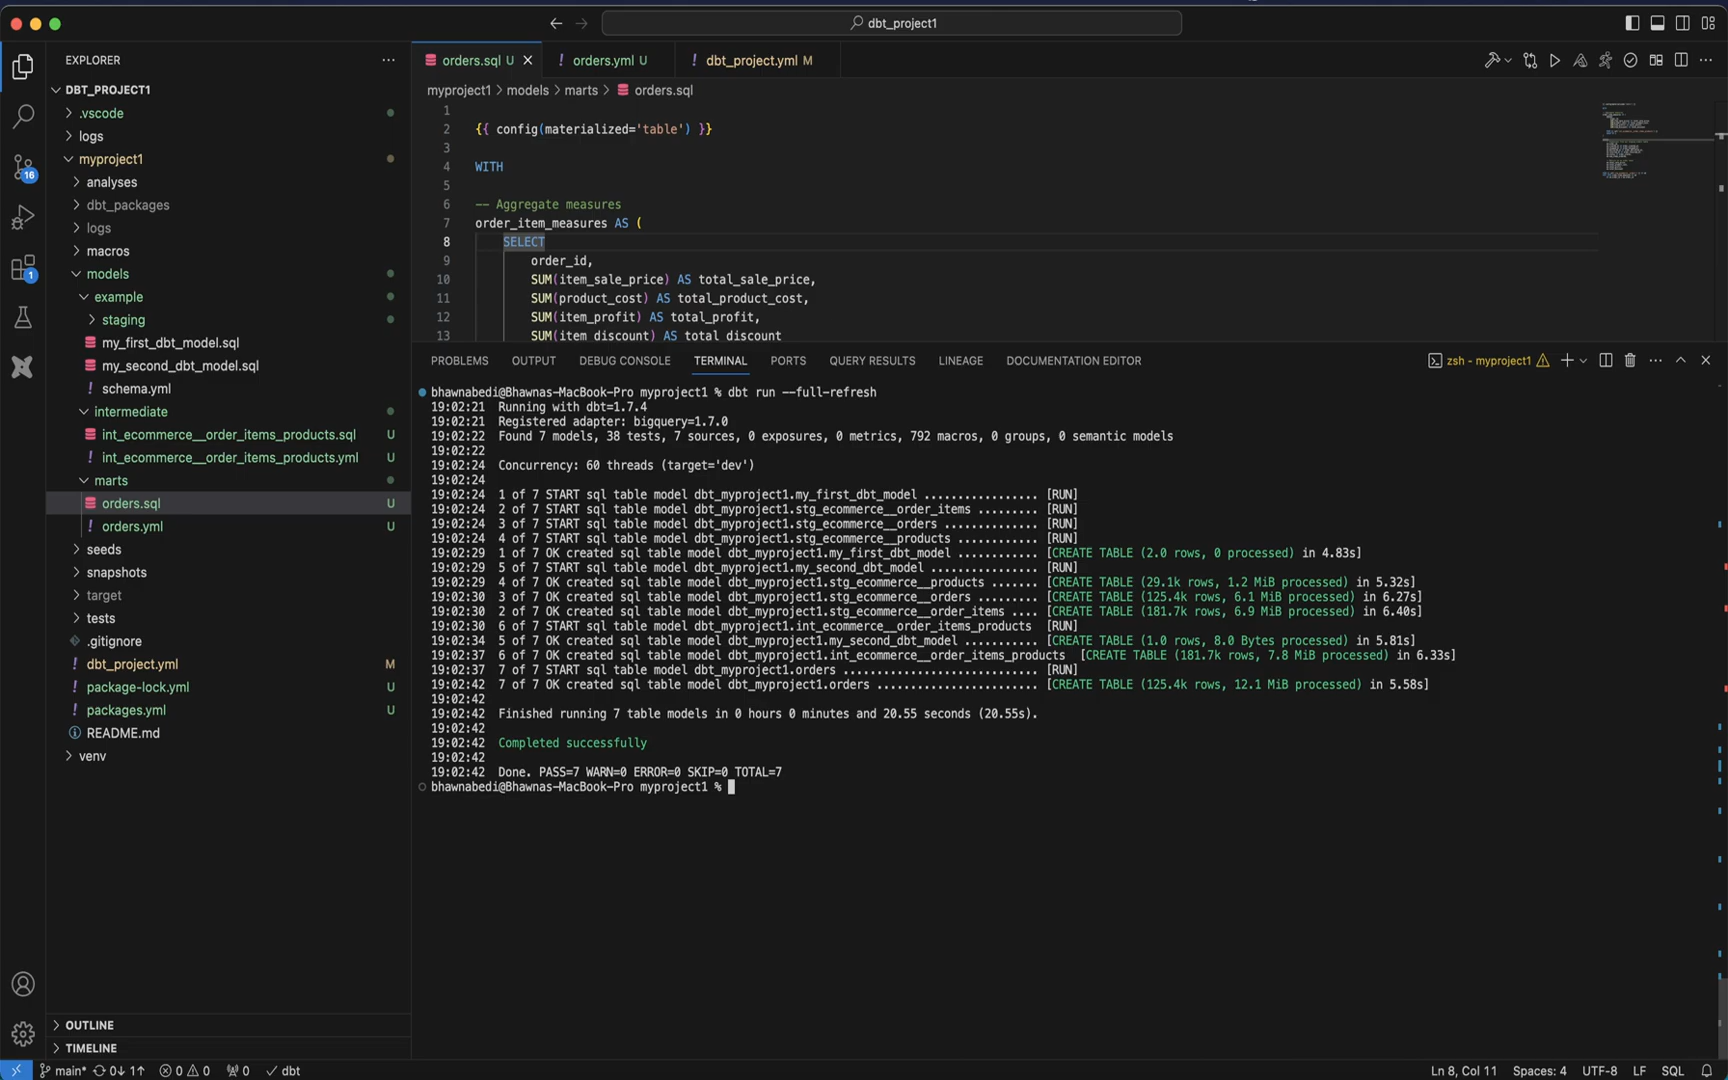 dbt_project1
EXPLORER
DBT_PROJECT1
.vscode
logs
myproject1
analyses
dbt_packages
logs
macros
models
example
staging
my_first_dbt_model.sql
my_second_dbt_model.sql
schema.yml
intermediate
int_ecommerce__order_items_products.sql U
int_ecommerce__order_items_products.yml U
marts
orders.sql U
orders.yml U
seeds
snapshots
target
tests
.gitignore
dbt_project.yml M
package-lock.yml U
packages.yml U
README.md
venv
OUTLINE
TIMELINE
16
1
orders.sql U orders.yml U dbt_project.yml M
myproject1 > models > marts > orders.sql
1
2 {{ config(materialized='table') }}
3
4 WITH
5
6 -- Aggregate measures
7 order_item_measures AS (
8 SELECT
9 order_id,
10 SUM(item_sale_price) AS total_sale_price,
11 SUM(product_cost) AS total_product_cost,
12 SUM(item_profit) AS total_profit,
13 SUM(item_discount) AS total_discount
PROBLEMS OUTPUT DEBUG CONSOLE TERMINAL PORTS QUERY RESULTS LINEAGE DOCUMENTATION EDITOR zsh - myproject1
bhawnabedi@Bhawnas-MacBook-Pro myproject1 % dbt run --full-refresh
19:02:21 Running with dbt=1.7.4
19:02:21 Registered adapter: bigquery=1.7.0
19:02:22 Found 7 models, 38 tests, 7 sources, 0 exposures, 0 metrics, 792 macros, 0 groups, 0 semantic models
19:02:22
19:02:24 Concurrency: 60 threads (target='dev')
19:02:24
19:02:24 1 of 7 START sql table model dbt_myproject1.my_first_dbt_model ................. [RUN]
19:02:24 2 of 7 START sql table model dbt_myproject1.stg_ecommerce__order_items ......... [RUN]
19:02:24 3 of 7 START sql table model dbt_myproject1.stg_ecommerce__orders .............. [RUN]
19:02:24 4 of 7 START sql table model dbt_myproject1.stg_ecommerce__products ............ [RUN]
19:02:29 1 of 7 OK created sql table model dbt_myproject1.my_first_dbt_model ............ [CREATE TABLE (2.0 rows, 0 processed) in 4.83s]
19:02:29 5 of 7 START sql table model dbt_myproject1.my_second_dbt_model ................ [RUN]
19:02:29 4 of 7 OK created sql table model dbt_myproject1.stg_ecommerce__products ....... [CREATE TABLE (29.1k rows, 1.2 MiB processed) in 5.32s]
19:02:30 3 of 7 OK created sql table model dbt_myproject1.stg_ecommerce__orders ......... [CREATE TABLE (125.4k rows, 6.1 MiB processed) in 6.27s]
19:02:30 2 of 7 OK created sql table model dbt_myproject1.stg_ecommerce__order_items .... [CREATE TABLE (181.7k rows, 6.9 MiB processed) in 6.40s]
19:02:30 6 of 7 START sql table model dbt_myproject1.int_ecommerce__order_items_products [RUN]
19:02:34 5 of 7 OK created sql table model dbt_myproject1.my_second_dbt_model ........... [CREATE TABLE (1.0 rows, 8.0 Bytes processed) in 5.81s]
19:02:37 6 of 7 OK created sql table model dbt_myproject1.int_ecommerce__order_items_products [CREATE TABLE (181.7k rows, 7.8 MiB processed) in 6.33s]
19:02:37 7 of 7 START sql table model dbt_myproject1.orders ............................. [RUN]
19:02:42 7 of 7 OK created sql table model dbt_myproject1.orders ........................ [CREATE TABLE (125.4k rows, 12.1 MiB processed) in 5.58s]
19:02:42
19:02:42 Finished running 7 table models in 0 hours 0 minutes and 20.55 seconds (20.55s).
19:02:42
19:02:42 Completed successfully
19:02:42
19:02:42 Done. PASS=7 WARN=0 ERROR=0 SKIP=0 TOTAL=7
bhawnabedi@Bhawnas-MacBook-Pro myproject1 %
main* 0↓ 1↑ 0 0 0 dbt Ln 8, Col 11 Spaces: 4 UTF-8 LF SQL